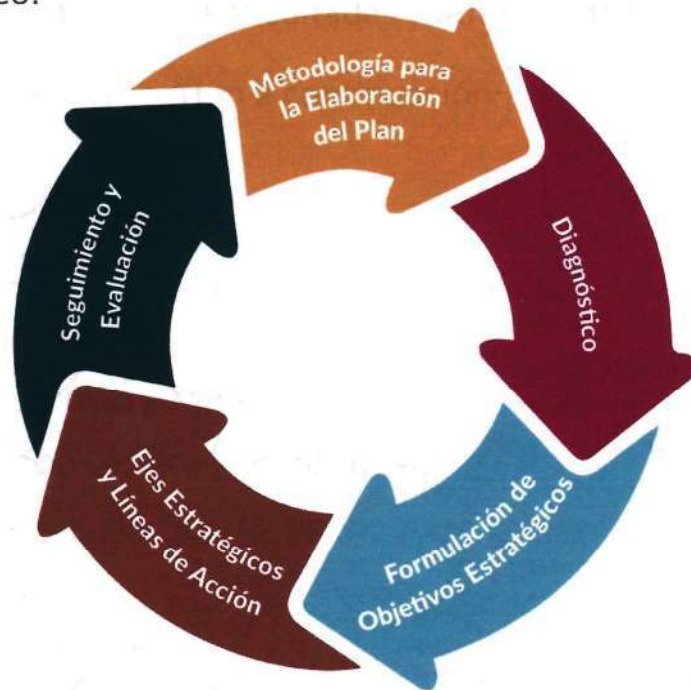 Metodología para
la Elaboración
del Plan
Diagnóstico
Formulación de
Objetivos Estratégicos
Ejes Estratégicos
y Líneas de Acción
Seguimiento y
Evaluación